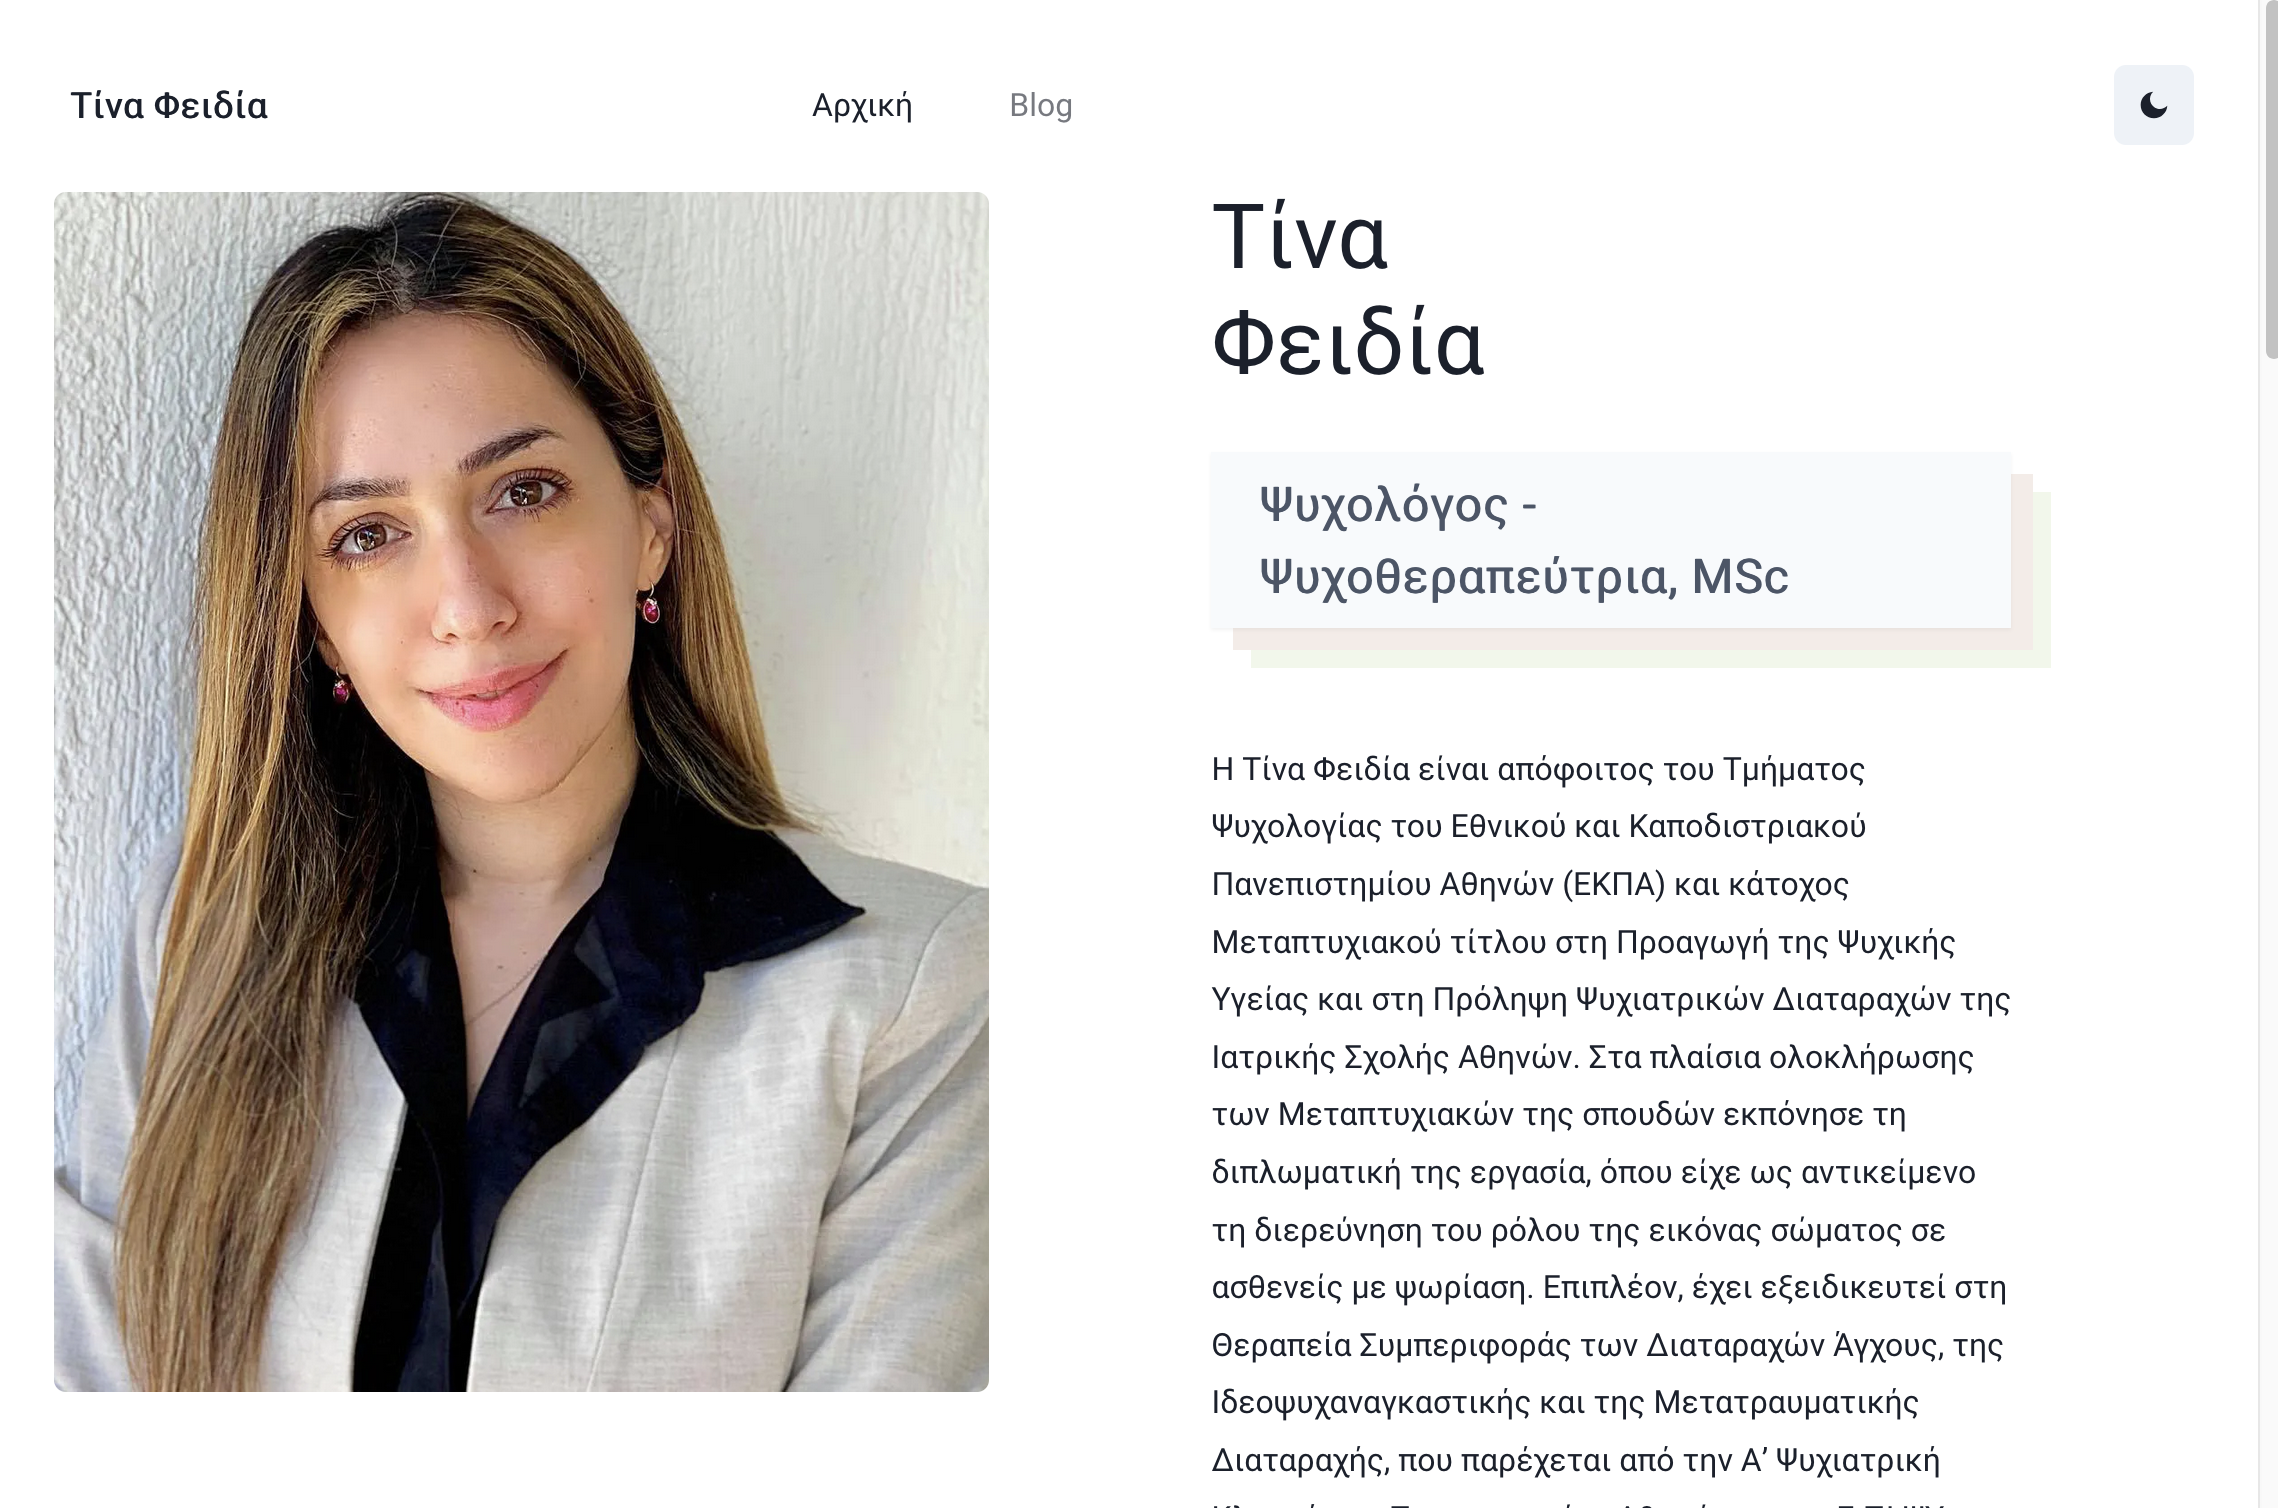 Τίνα Φειδία
Αρχική
Blog
Τίνα
Φειδία
Ψυχολόγος -
Ψυχοθεραπεύτρια, MSc
Η Τίνα Φειδία είναι απόφοιτος του Τμήματος
Ψυχολογίας του Εθνικού και Καποδιστριακού
Πανεπιστημίου Αθηνών (ΕΚΠΑ) και κάτοχος
Μεταπτυχιακού τίτλου στη Προαγωγή της Ψυχικής
Υγείας και στη Πρόληψη Ψυχιατρικών Διαταραχών της
Ιατρικής Σχολής Αθηνών. Στα πλαίσια ολοκλήρωσης
των Μεταπτυχιακών της σπουδών εκπόνησε τη
διπλωματική της εργασία, όπου είχε ως αντικείμενο
τη διερεύνηση του ρόλου της εικόνας σώματος σε
ασθενείς με ψωρίαση. Επιπλέον, έχει εξειδικευτεί στη
Θεραπεία Συμπεριφοράς των Διαταραχών Άγχους, της
Ιδεοψυχαναγκαστικής και της Μετατραυματικής
Διαταραχής, που παρέχεται από την Α’ Ψυχιατρική